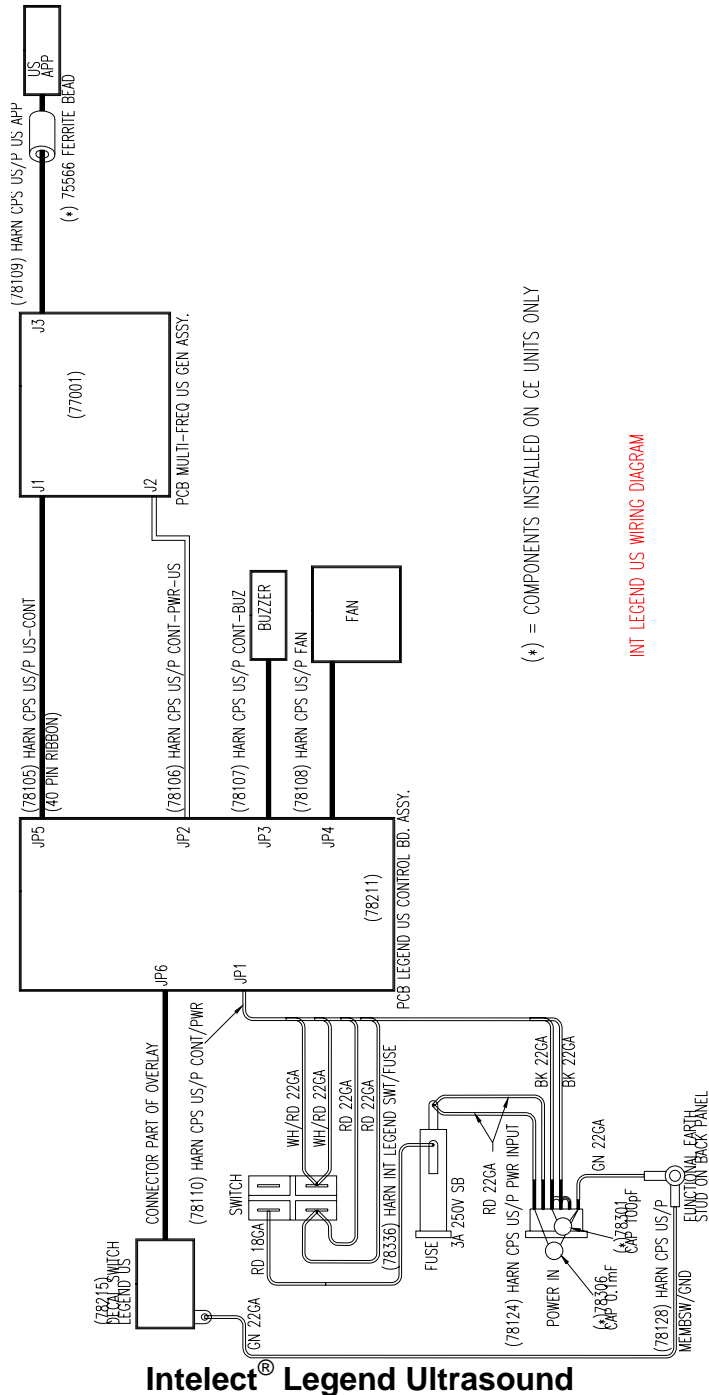 US
APP
(78109) HARN CPS US/P US APP
(*) 75566 FERRITE BEAD
J3
(77001)
J1
J2
PCB MULTI-FREQ US GEN ASSY.
(78105) HARN CPS US/P US-CONT
(40 PIN RIBBON)
(78106) HARN CPS US/P CONT-PWR-US
(78107) HARN CPS US/P CONT-BUZ
BUZZER
(78108) HARN CPS US/P FAN
FAN
JP5
JP2
JP3
JP4
(78211)
JP6
JP1
PCB LEGEND US CONTROL BD. ASSY.
CONNECTOR PART OF OVERLAY
(78110) HARN CPS US/P CONT/PWR
(78215)
DECAL SWITCH
LEGEND US
GN 22GA
WH/RD 22GA
WH/RD 22GA
RD 22GA
RD 22GA
SWITCH
RD 18GA
(78336) HARN INT LEGEND SWT/FUSE
FUSE
3A 250V SB
RD 22GA
(78124) HARN CPS US/P PWR INPUT
BK 22GA
BK 22GA
POWER IN
GN 22GA
(*)78306
CAP 0.1mF
(*)78301
CAP 100pF
(78128) HARN CPS US/P
MEMBSW/GND
FUNCTIONAL EARTH
STUD ON BACK PANEL
(*) = COMPONENTS INSTALLED ON CE UNITS ONLY
INT LEGEND US WIRING DIAGRAM
Intelect® Legend Ultrasound